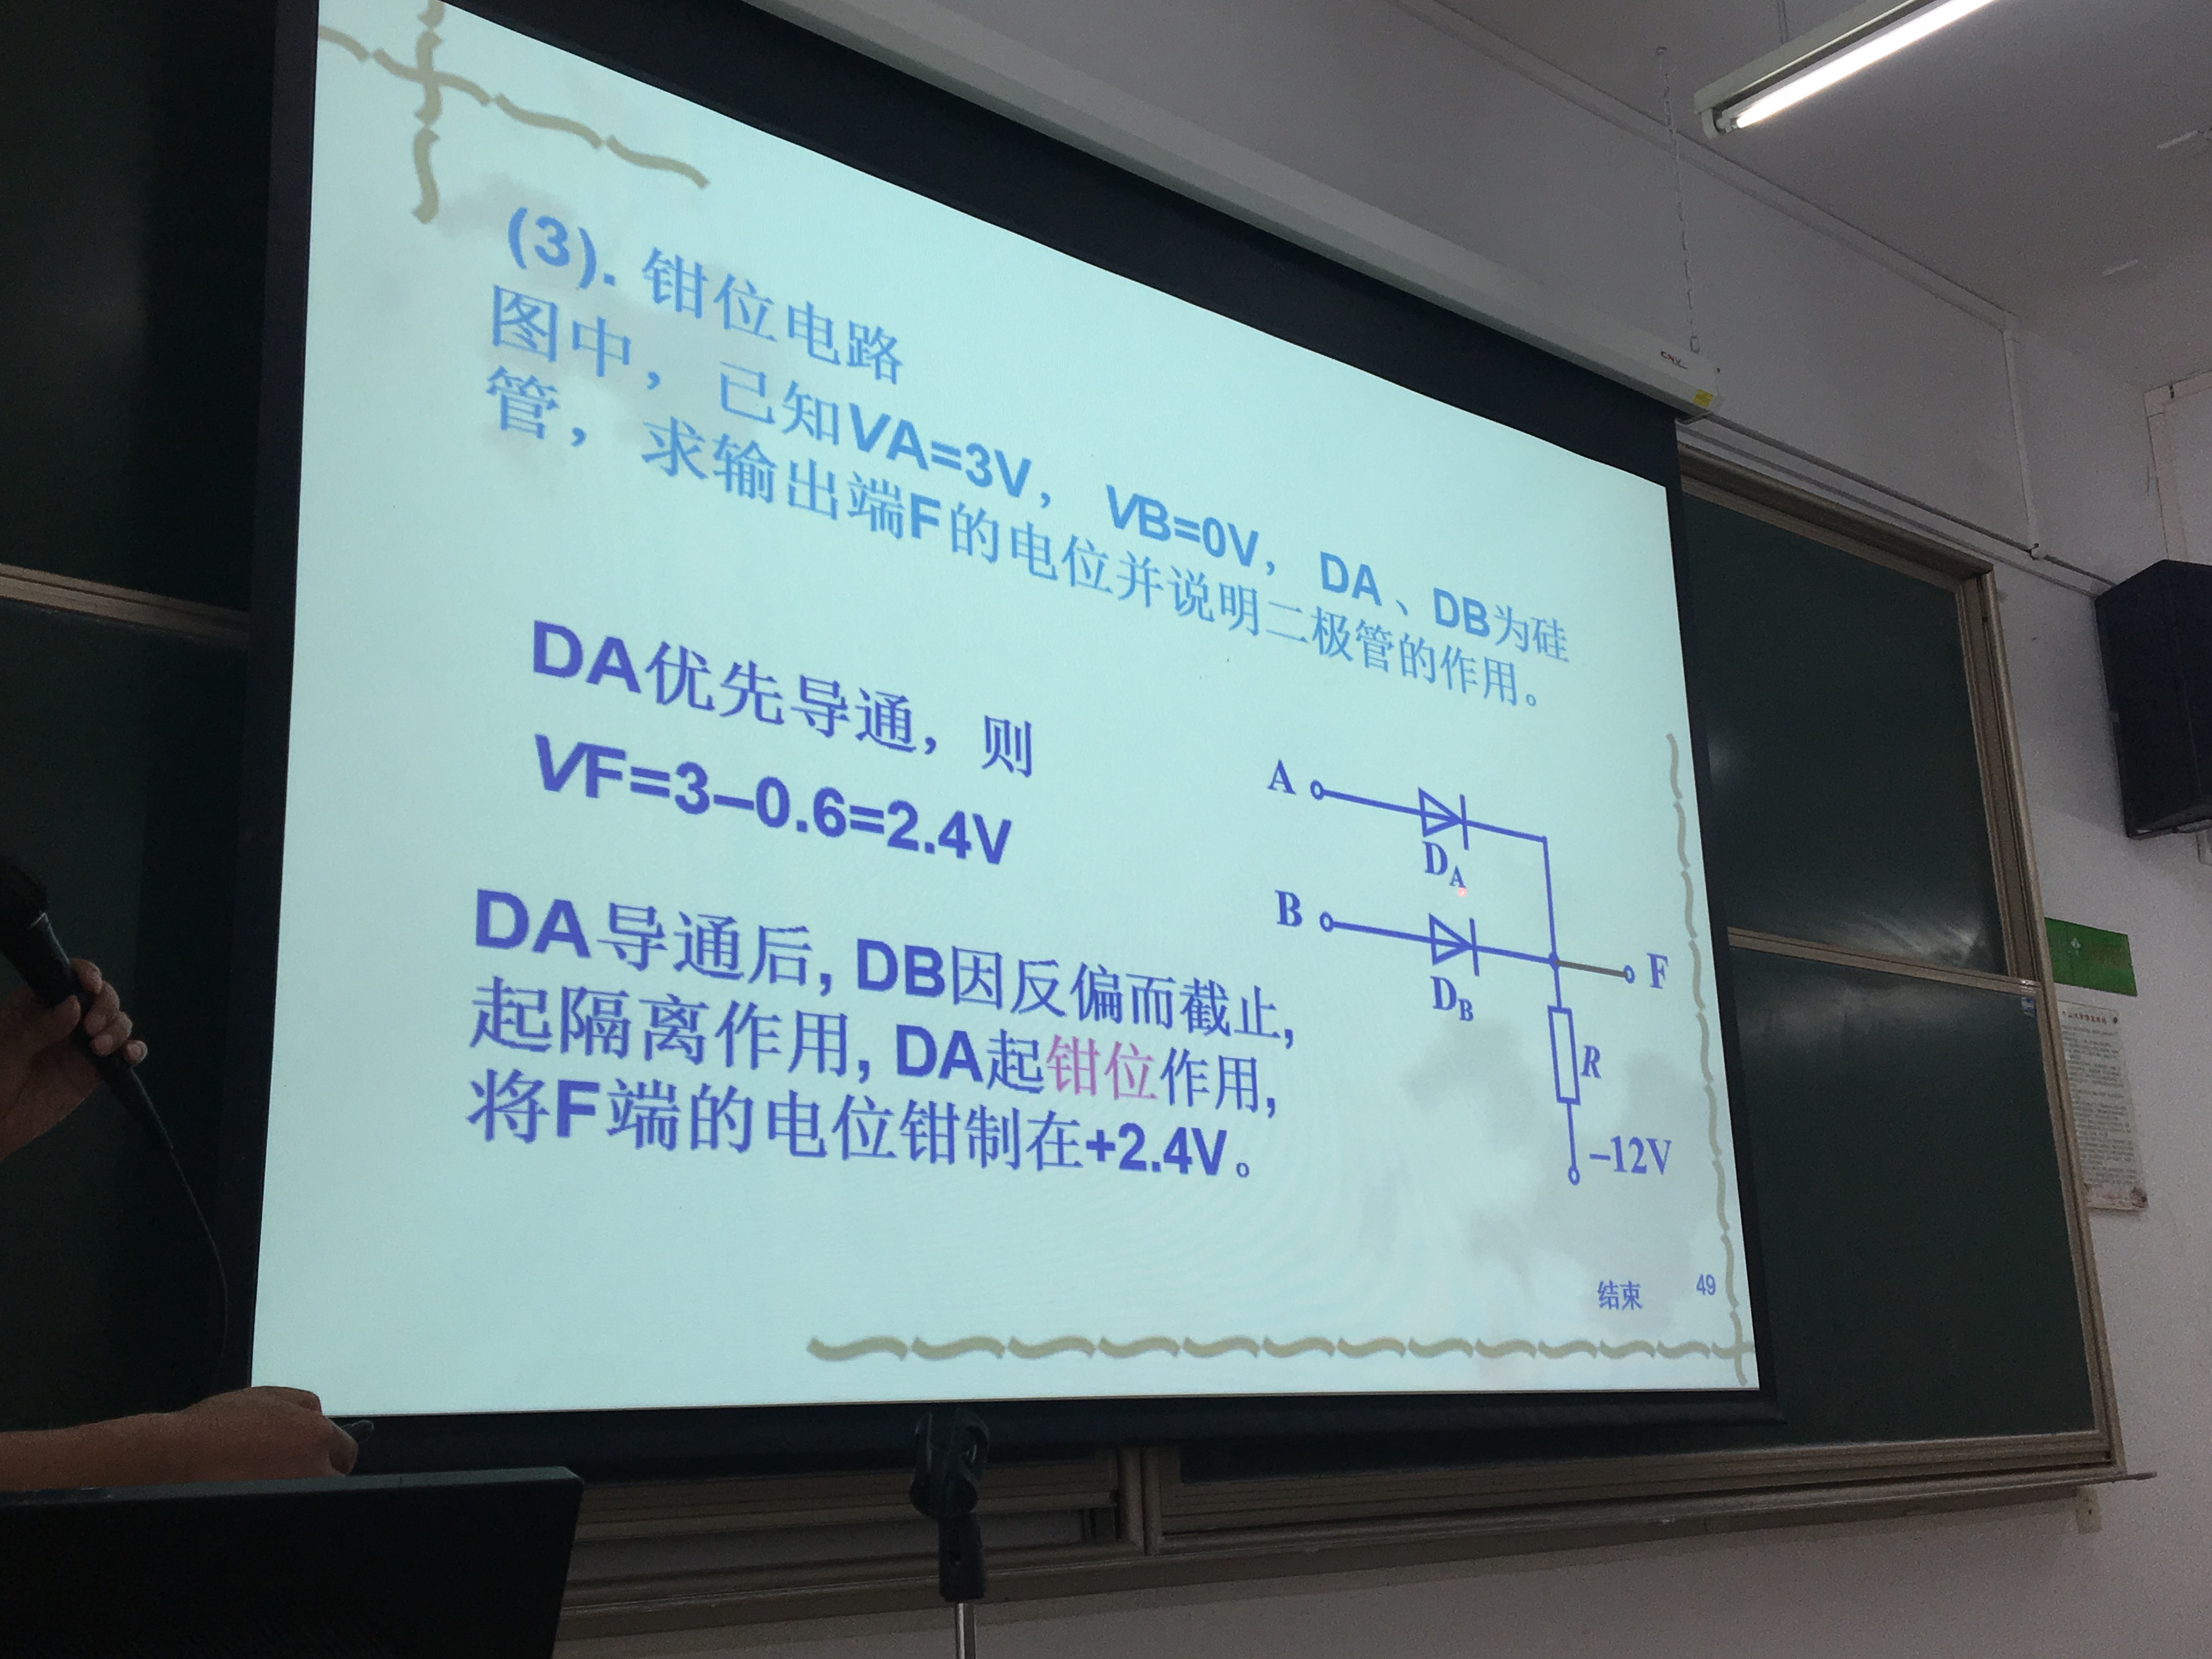 (3). 钳位电路
图中，已知VA=3V， VB=0V， DA 、DB为硅
管，求输出端F的电位并说明二极管的作用。
DA优先导通，则
VF=3–0.6=2.4V
DA导通后, DB因反偏而截止,
起隔离作用, DA起钳位作用,
将F端的电位钳制在+2.4V。
A
DA
B
DB
F
R
–12V
结束
49